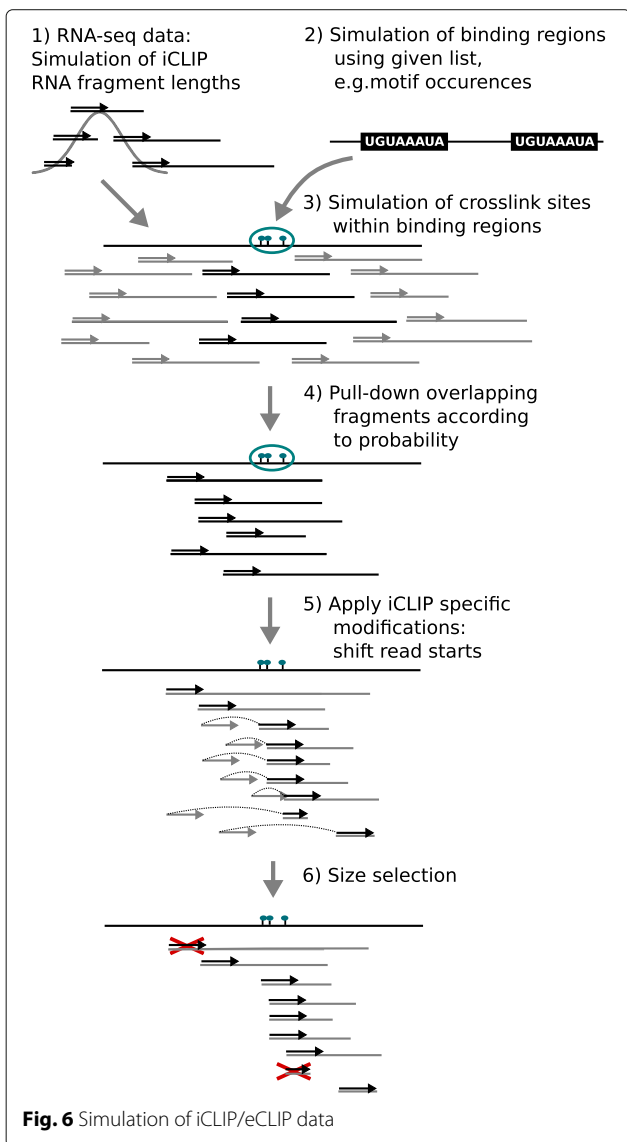 1) RNA-seq data:
Simulation of iCLIP
RNA fragment lengths
2) Simulation of binding regions
using given list,
e.g.motif occurences
UGUAAAUA UGUAAAUA
3) Simulation of crosslink sites
within binding regions
4) Pull-down overlapping
fragments according
to probability
5) Apply iCLIP specific
modifications:
shift read starts
6) Size selection
Fig. 6 Simulation of iCLIP/eCLIP data